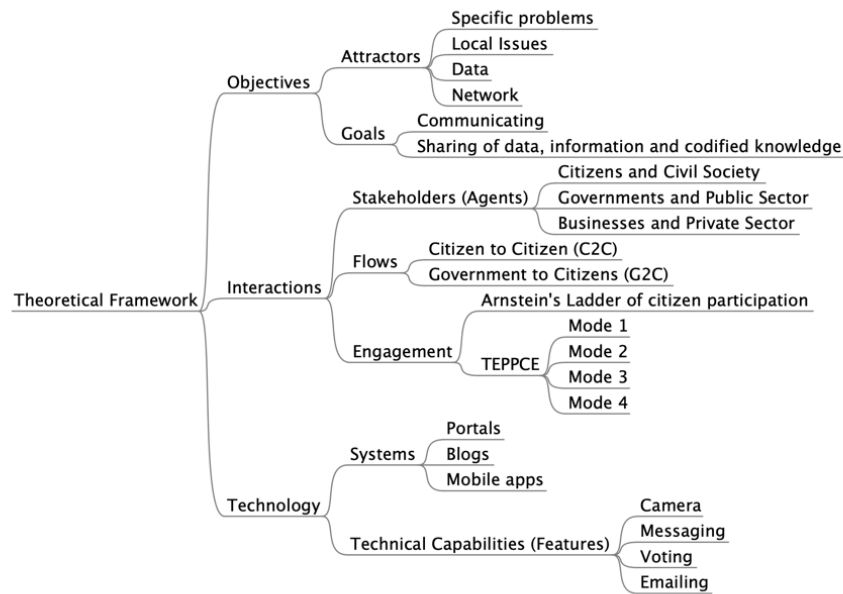 Theoretical Framework
Objectives
Attractors
Specific problems
Local Issues
Data
Network
Goals
Communicating
Sharing of data, information and codified knowledge
Interactions
Stakeholders (Agents)
Citizens and Civil Society
Governments and Public Sector
Businesses and Private Sector
Flows
Citizen to Citizen (C2C)
Government to Citizens (G2C)
Engagement
Arnstein's Ladder of citizen participation
TEPPCE
Mode 1
Mode 2
Mode 3
Mode 4
Technology
Systems
Portals
Blogs
Mobile apps
Technical Capabilities (Features)
Camera
Messaging
Voting
Emailing